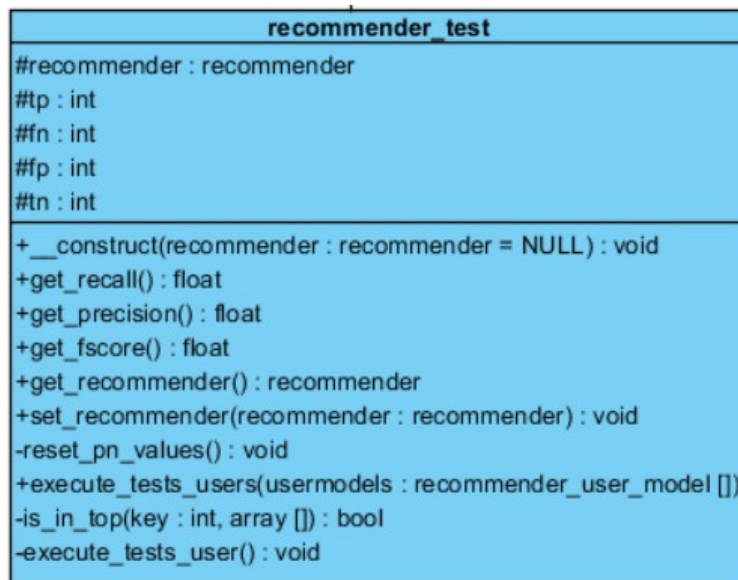 recommender_test
#recommender : recommender
#tp : int
#fn : int
#fp : int
#tn : int
+__construct(recommender : recommender = NULL) : void
+get_recall() : float
+get_precision() : float
+get_fscore() : float
+get_recommender() : recommender
+set_recommender(recommender : recommender) : void
-reset_pn_values() : void
+execute_tests_users(usermodels : recommender_user_model [])
-is_in_top(key : int, array []) : bool
-execute_tests_user() : void